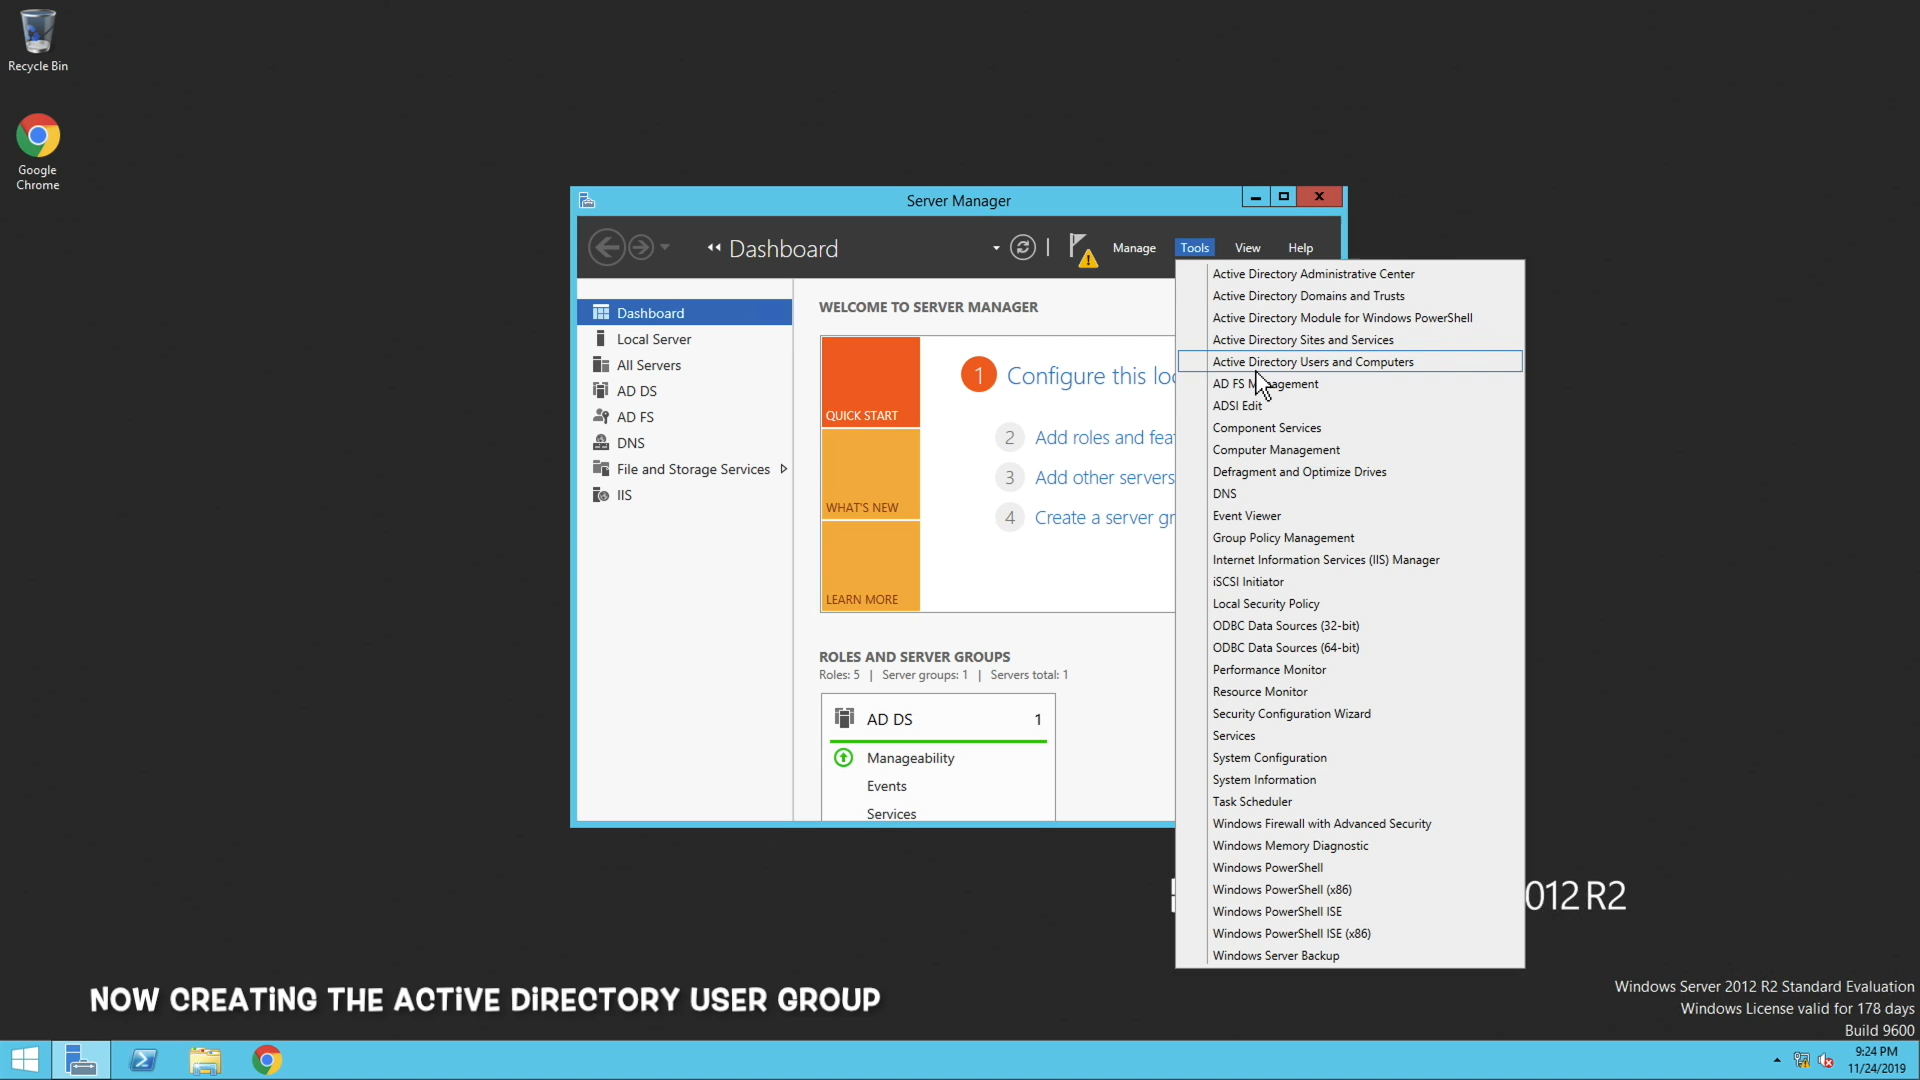 Recycle Bin
Google
Chrome
Server Manager
Dashboard
Manage
Tools
View
Help
Dashboard
Local Server
All Servers
AD DS
AD FS
DNS
File and Storage Services
IIS
WELCOME TO SERVER MANAGER
QUICK START
WHAT'S NEW
LEARN MORE
1 Configure this loc
2 Add roles and feat
3 Add other servers
4 Create a server gr
ROLES AND SERVER GROUPS
Roles: 5 | Server groups: 1 | Servers total: 1
AD DS 1
Manageability
Events
Services
Active Directory Administrative Center
Active Directory Domains and Trusts
Active Directory Module for Windows PowerShell
Active Directory Sites and Services
Active Directory Users and Computers
AD FS Management
ADSI Edit
Component Services
Computer Management
Defragment and Optimize Drives
DNS
Event Viewer
Group Policy Management
Internet Information Services (IIS) Manager
iSCSI Initiator
Local Security Policy
ODBC Data Sources (32-bit)
ODBC Data Sources (64-bit)
Performance Monitor
Resource Monitor
Security Configuration Wizard
Services
System Configuration
System Information
Task Scheduler
Windows Firewall with Advanced Security
Windows Memory Diagnostic
Windows PowerShell
Windows PowerShell (x86)
Windows PowerShell ISE
Windows PowerShell ISE (x86)
Windows Server Backup
012 R2
NOW CREATING THE ACTIVE DIRECTORY USER GROUP
Windows Server 2012 R2 Standard Evaluation
Windows License valid for 178 days
Build 9600
9:24 PM
11/24/2019